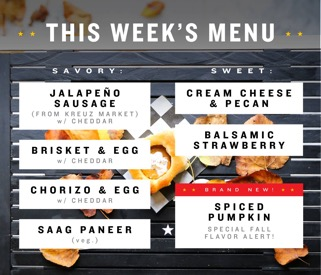 THIS WEEK'S MENU
SAVORY:
JALAPEÑO
SAUSAGE
(FROM KREUZ MARKET)
w/ CHEDDAR
BRISKET & EGG
w/ CHEDDAR
CHORIZO & EGG
w/ CHEDDAR
SAAG PANEER
(veg.)
SWEET:
CREAM CHEESE
& PECAN
BALSAMIC
STRAWBERRY
BRAND NEW!
SPICED
PUMPKIN
SPECIAL FALL
FLAVOR ALERT!